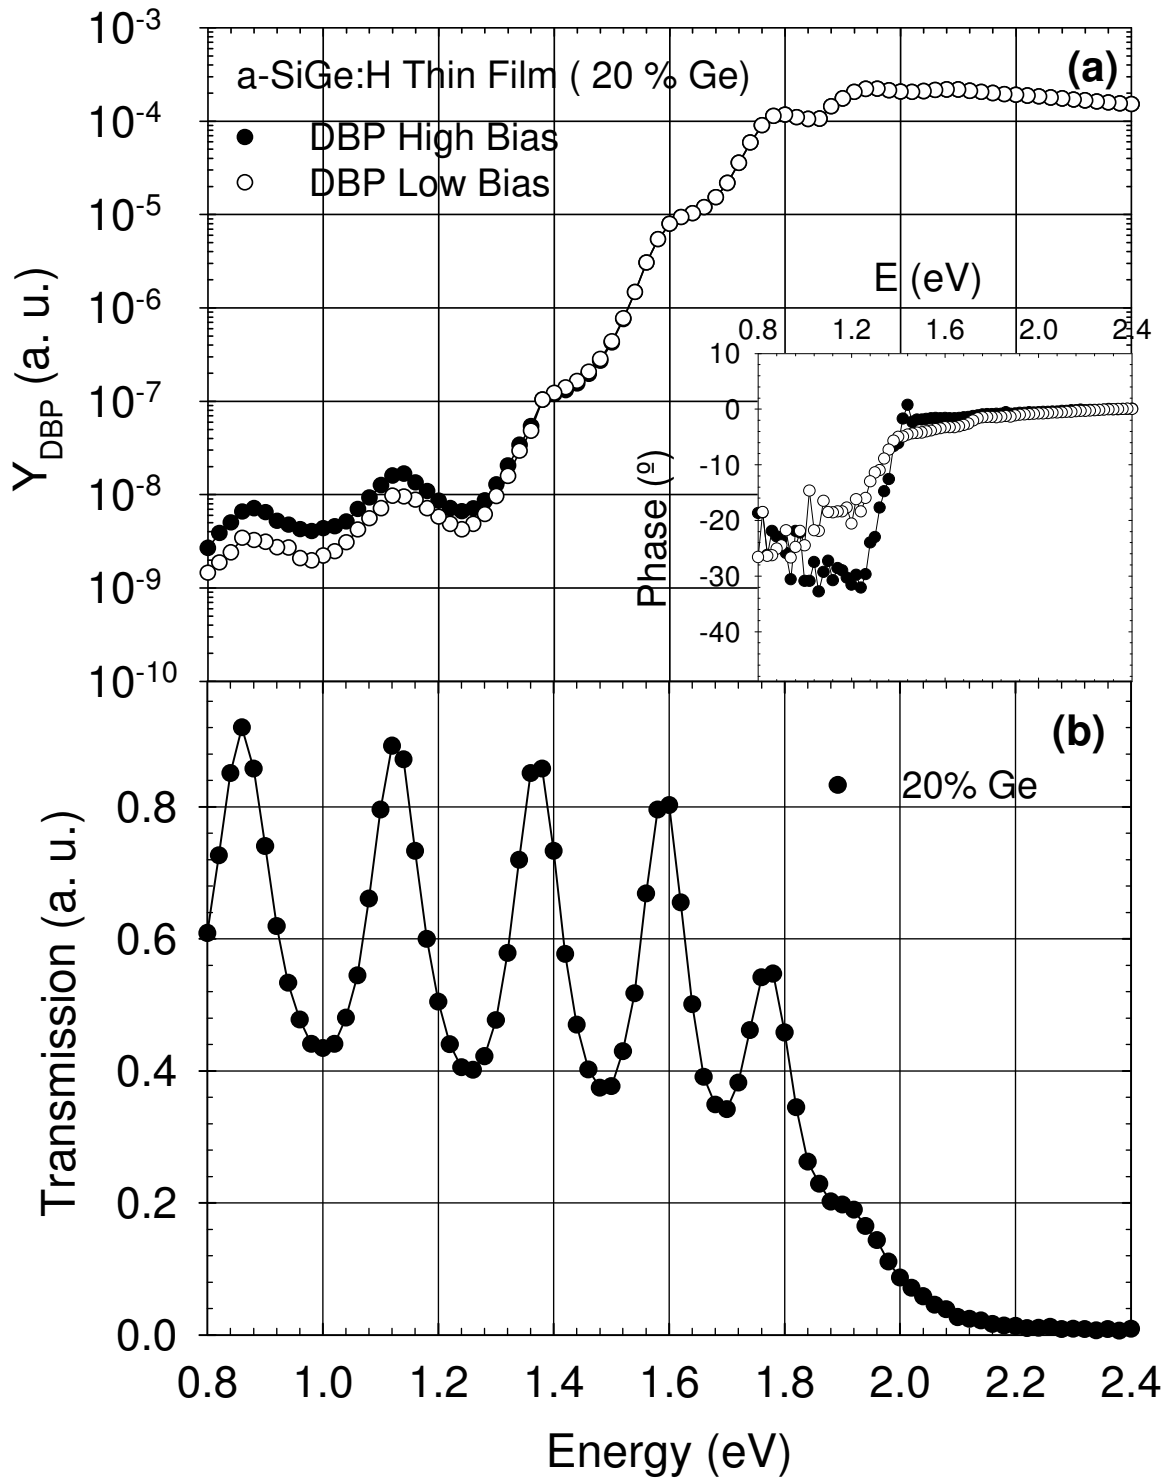 10⁻³
(a)
a-SiGe:H Thin Film ( 20 % Ge)
10⁻⁴
DBP High Bias
DBP Low Bias
10⁻⁵
Y_DBP (a. u.)
E (eV)
10⁻⁶
0.8 1.2 1.6 2.0 2.4
10
10⁻⁷
0
-10
Phase (º)
10⁻⁸
-20
-30
10⁻⁹
-40
10⁻¹⁰
(b)
20% Ge
0.8
Transmission (a. u.)
0.6
0.4
0.2
0.0
0.8 1.0 1.2 1.4 1.6 1.8 2.0 2.2 2.4
Energy (eV)